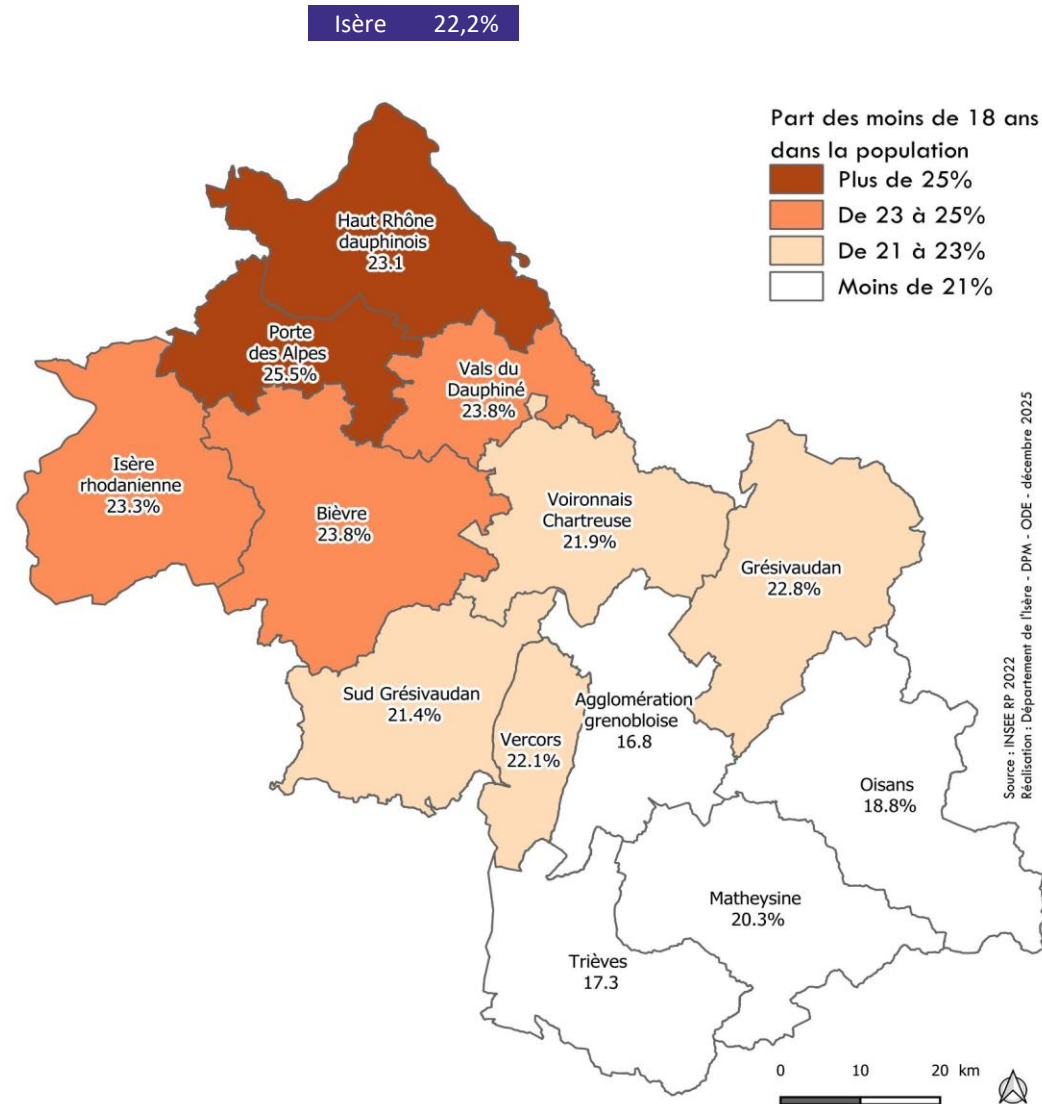 Isère 22,2%
Part des moins de 18 ans
dans la population
Plus de 25%
De 23 à 25%
De 21 à 23%
Moins de 21%
Haut Rhône
dauphinois
23.1
Porte
des Alpes
25.5%
Vals du
Dauphiné
23.8%
Isère
rhodanienne
23.3%
Bièvre
23.8%
Voironnais
Chartreuse
21.9%
Grésivaudan
22.8%
Sud Grésivaudan
21.4%
Vercors
22.1%
Agglomération
grenobloise
16.8
Oisans
18.8%
Matheysine
20.3%
Trièves
17.3
Source : INSEE RP 2022
Réalisation : Département de l'Isère - DPM - ODE - décembre 2025
0 10 20 km